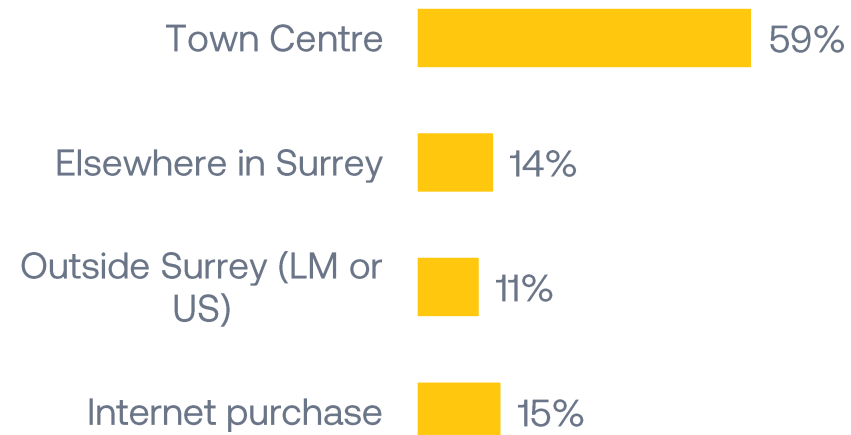 Town Centre 59%
Elsewhere in Surrey 14%
Outside Surrey (LM or
US) 11%
Internet purchase 15%